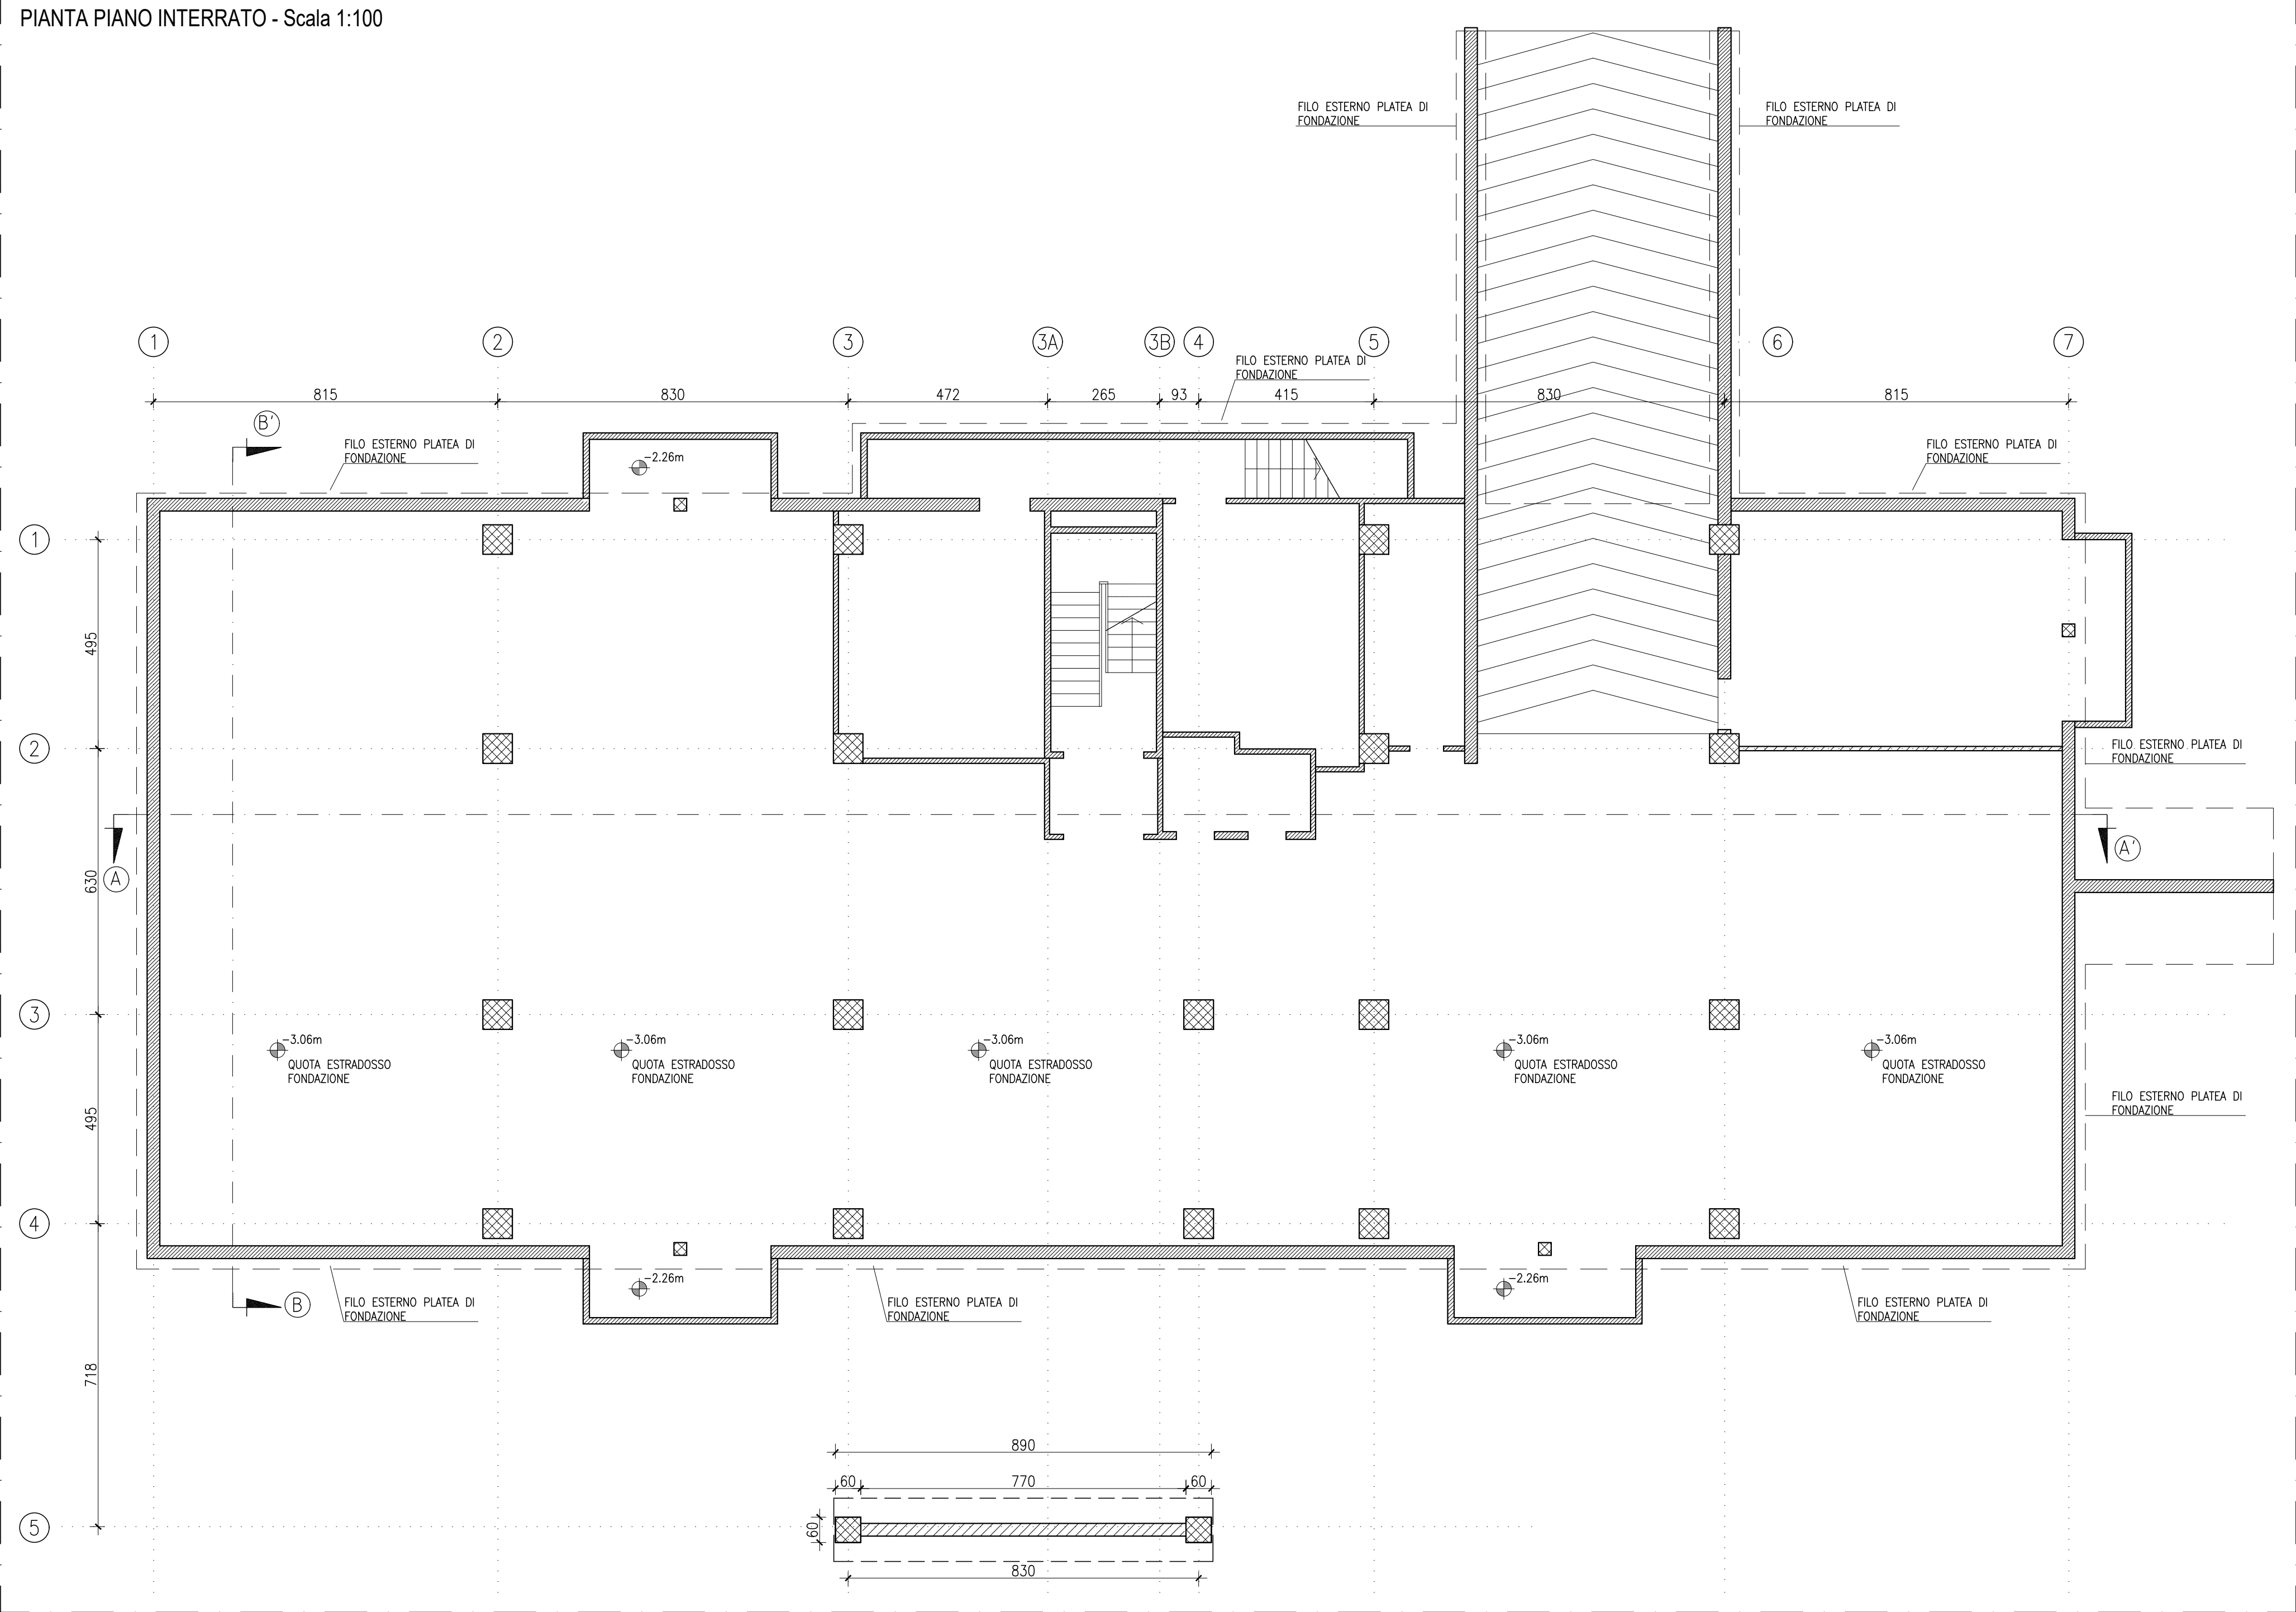 PIANTA PIANO INTERRATO - Scala 1:100
FILO ESTERNO PLATEA DI
FONDAZIONE
FILO ESTERNO PLATEA DI
FONDAZIONE
1
2
3
3A
3B
4
5
6
7
FILO ESTERNO PLATEA DI
FONDAZIONE
815
830
472
265
93
415
830
815
B'
FILO ESTERNO PLATEA DI
FONDAZIONE
-2.26m
FILO ESTERNO PLATEA DI
FONDAZIONE
1
495
2
FILO ESTERNO PLATEA DI
FONDAZIONE
A
A'
630
3
-3.06m
QUOTA ESTRADOSSO
FONDAZIONE
-3.06m
QUOTA ESTRADOSSO
FONDAZIONE
-3.06m
QUOTA ESTRADOSSO
FONDAZIONE
-3.06m
QUOTA ESTRADOSSO
FONDAZIONE
-3.06m
QUOTA ESTRADOSSO
FONDAZIONE
FILO ESTERNO PLATEA DI
FONDAZIONE
495
4
-2.26m
-2.26m
B
FILO ESTERNO PLATEA DI
FONDAZIONE
FILO ESTERNO PLATEA DI
FONDAZIONE
FILO ESTERNO PLATEA DI
FONDAZIONE
718
890
60
770
60
5
60
830